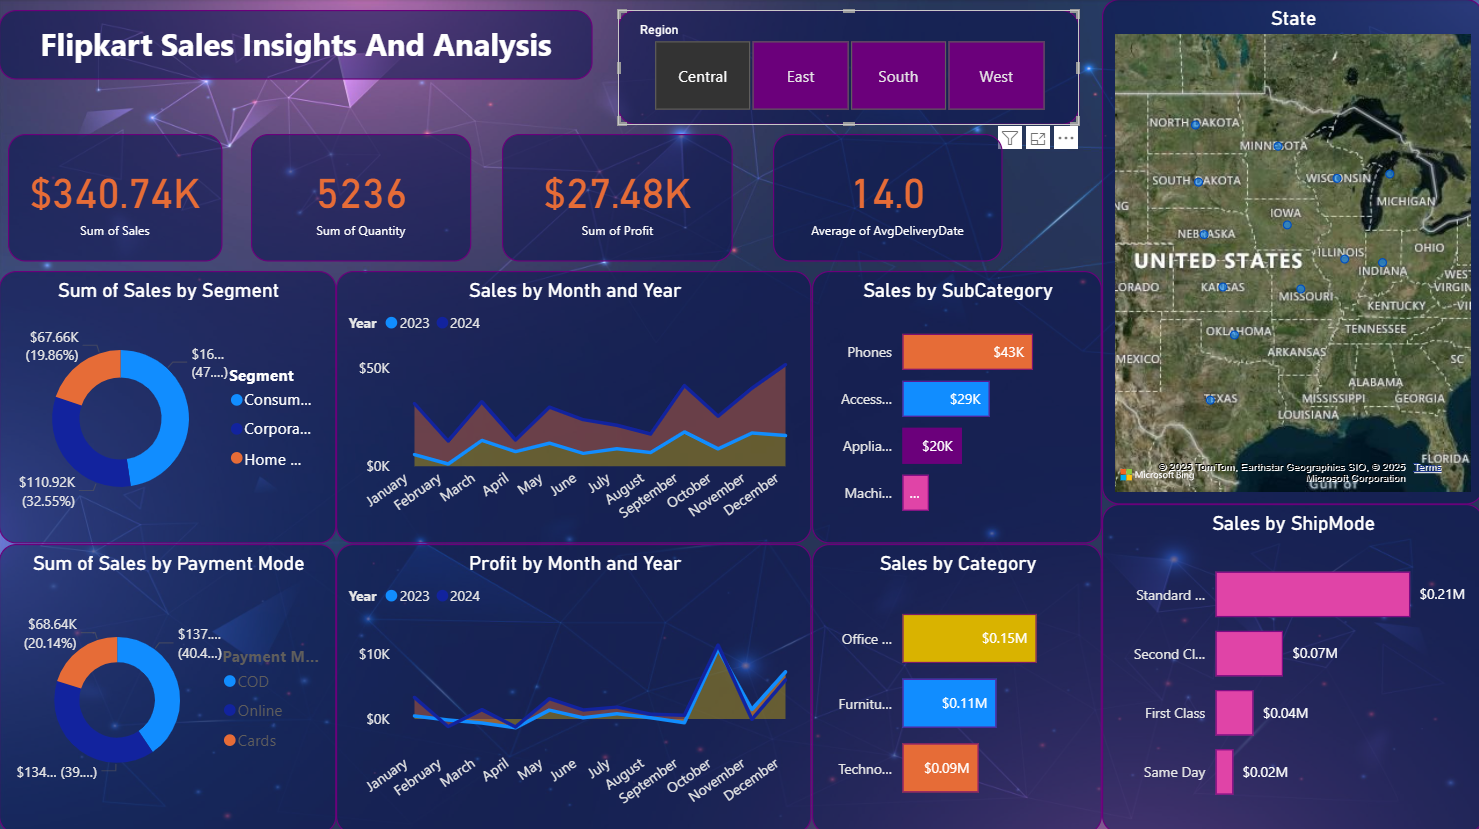 Flipkart Sales Insights And Analysis
Region
Central
East
South
West
$340.74K
Sum of Sales
5236
Sum of Quantity
$27.48K
Sum of Profit
14.0
Average of AvgDeliveryDate
State
NORTH DAKOTA
MINNESOTA
SOUTH DAKOTA
WISCONSIN
MICHIGAN
NG
IOWA
NEBRASKA
ILLINOIS
OHIO
UNITED STATES
INDIANA
WEST
VIRGIN
ORADO
KANSAS
MISSOURI
KENTUCKY
VI
OKLAHOMA
TENNESSEE
MEXICO
ARKANSAS
SC
ALABAMA
TEXAS
MISSISSIPPI
GEORGIA
LOUISIANA
FLORIDA
Microsoft Bing
© 2025 TomTom, Earthstar Geographics SIO, © 2025 Terms
Microsoft Corporation
Gulf of
Sum of Sales by Segment
$67.66K
(19.86%)
$16...
(47....)
$110.92K
(32.55%)
Segment
Consum...
Corpora...
Home ...
Sales by Month and Year
Year
2023
2024
$50K
$0K
January
February
March
April
May
June
July
August
September
October
November
December
Sales by SubCategory
Phones
$43K
Access...
$29K
Applia...
$20K
Machi...
...
Sum of Sales by Payment Mode
$68.64K
(20.14%)
$137....
(40.4...)
$134... (39....)
Payment M...
COD
Online
Cards
Profit by Month and Year
Year
2023
2024
$10K
$0K
January
February
March
April
May
June
July
August
September
October
November
December
Sales by Category
Office ...
$0.15M
Furnitu...
$0.11M
Techno...
$0.09M
Sales by ShipMode
Standard ...
$0.21M
Second Cl...
$0.07M
First Class
$0.04M
Same Day
$0.02M